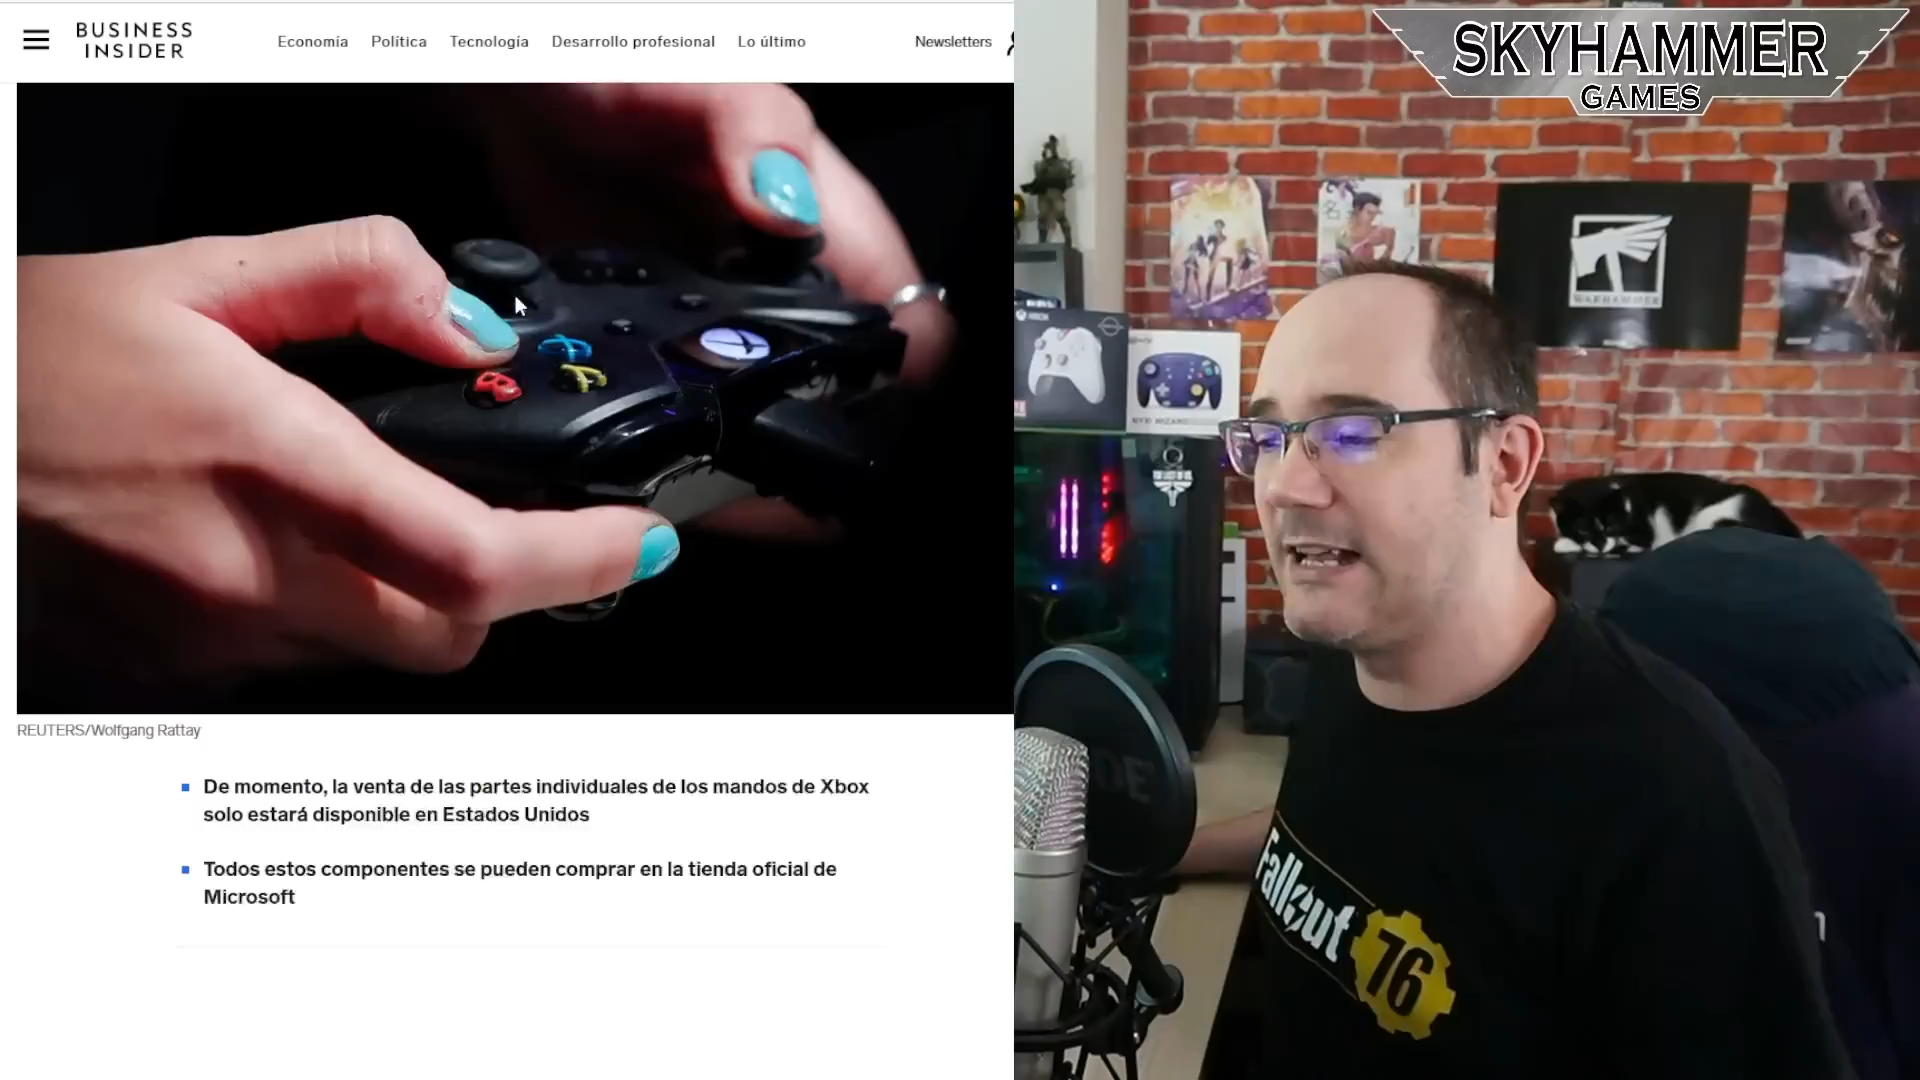 BUSINESS
INSIDER
Economía
Política
Tecnología
Desarrollo profesional
Lo último
Newsletters
SKYHAMMER
GAMES
WARHAMMER
XBOX
REUTERS/Wolfgang Rattay
De momento, la venta de las partes individuales de los mandos de Xbox
solo estará disponible en Estados Unidos
Todos estos componentes se pueden comprar en la tienda oficial de
Microsoft
Fallout
76